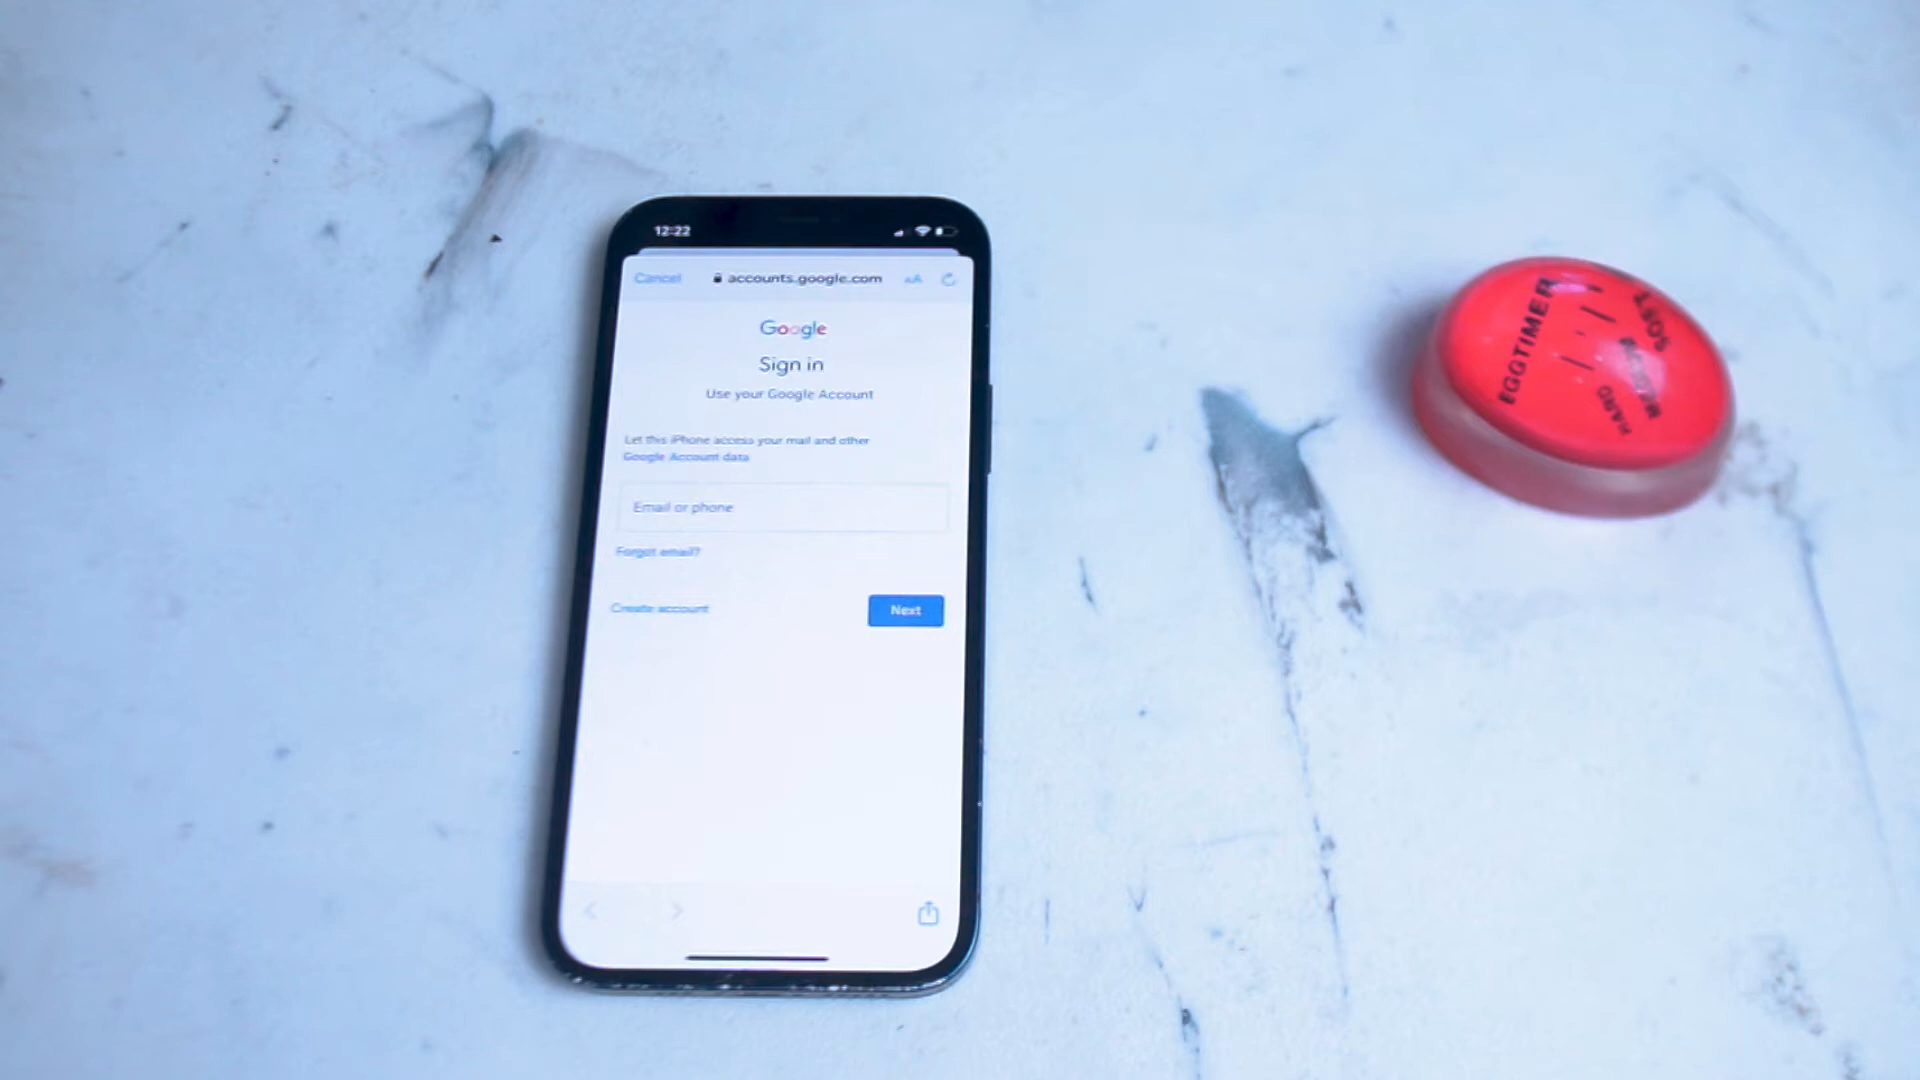 12:22
Cancel accounts.google.com AA
Google
Sign in
Use your Google Account
Let this iPhone access your mail and other
Google Account data
Email or phone
Forgot email?
Create account Next
EGGTIMER
SOFT
MEDIUM
HARD